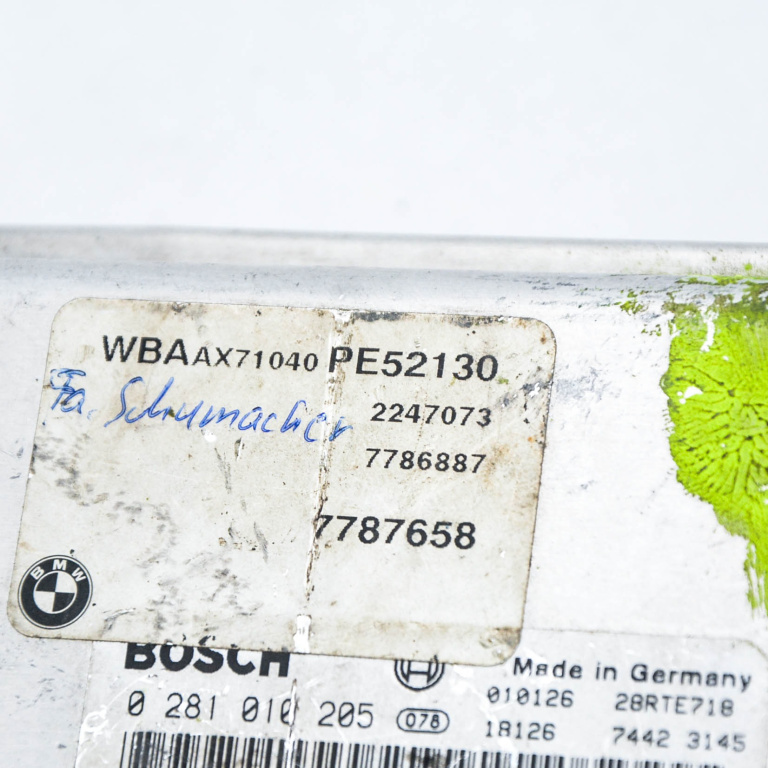 WBAAX71040 PE52130
Fa. Schumacher
2247073
7786887
7787658
BMW
BOSCH
Made in Germany
010126 28RTE718
0 281 010 205 078
18126 7442 3145